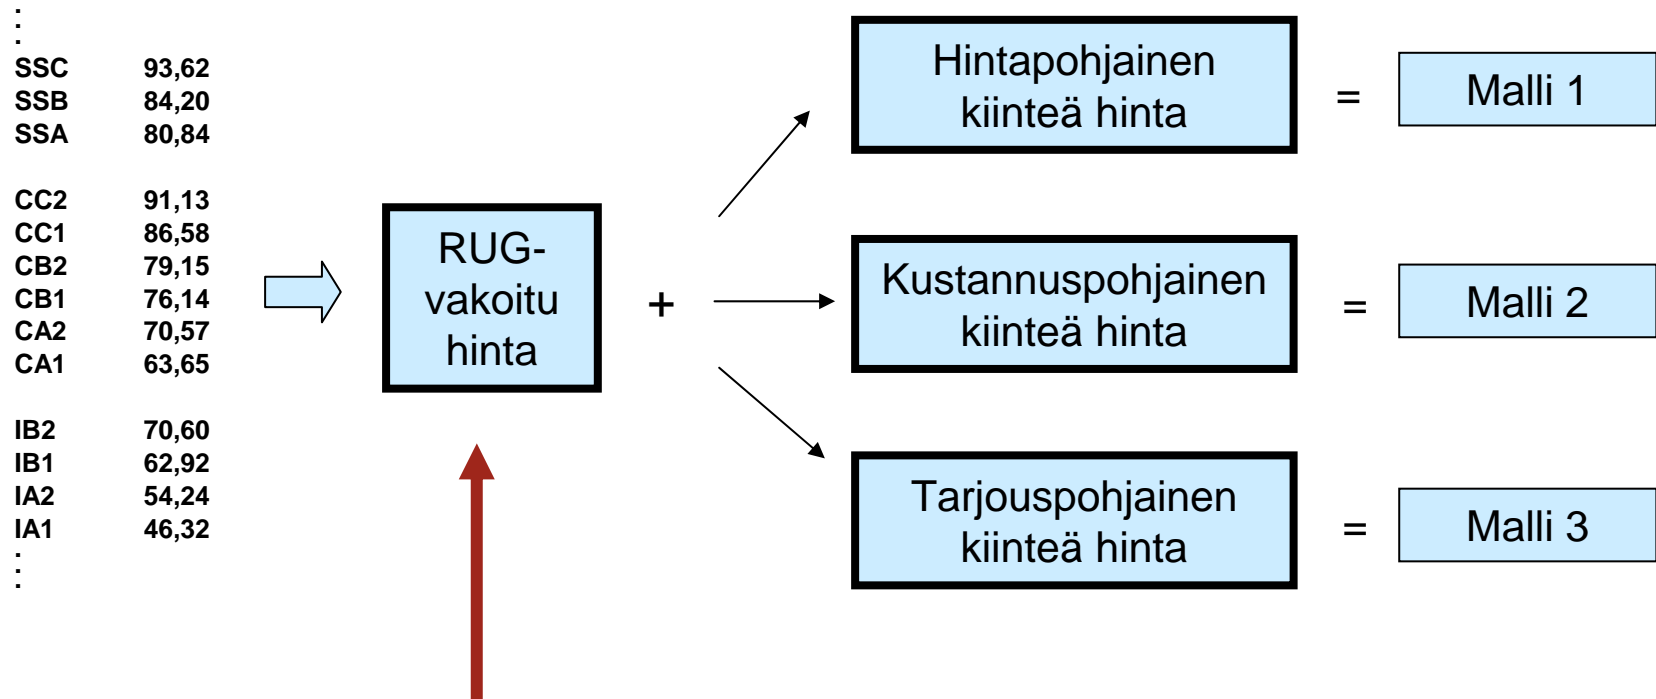 :
SSC 93,62
SSB 84,20
SSA 80,84
CC2 91,13
CC1 86,58
CB2 79,15
CB1 76,14
CA2 70,57
CA1 63,65
IB2 70,60
IB1 62,92
IA2 54,24
IA1 46,32
:
RUG-
vakoitu
hinta
+
Hintapohjainen
kiinteä hinta
=
Malli 1
Kustannuspohjainen
kiinteä hinta
=
Malli 2
Tarjouspohjainen
kiinteä hinta
=
Malli 3